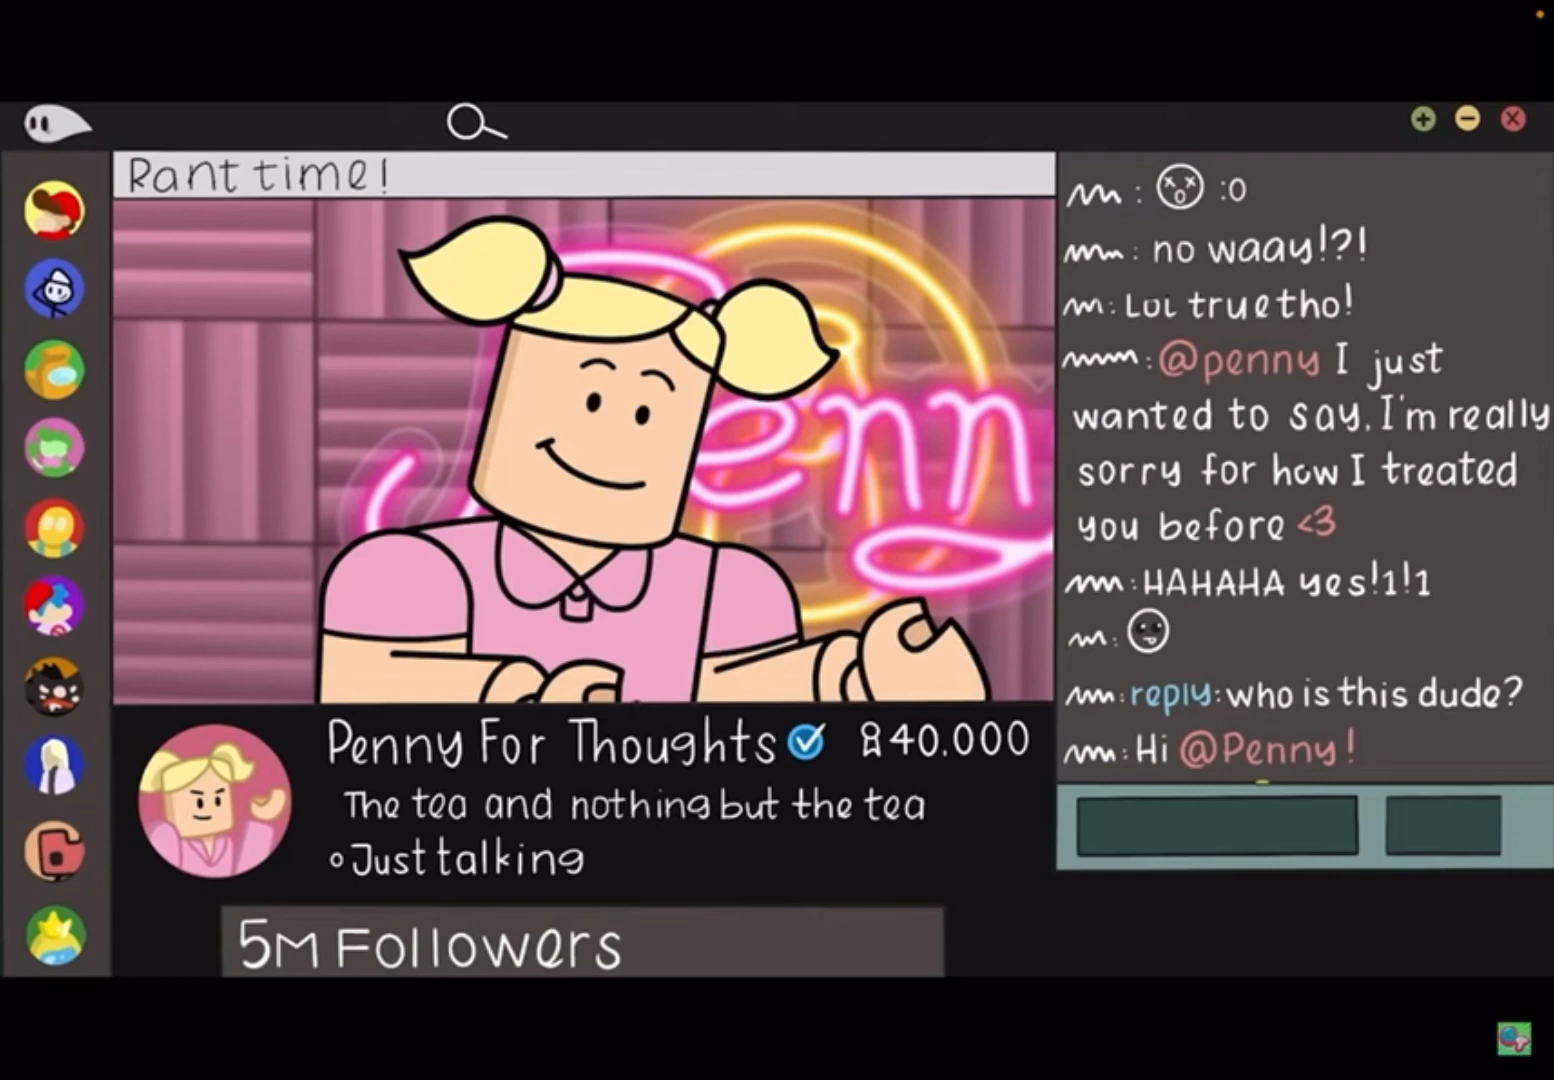 Rant time!
Penn
Penny For Thoughts 40.000
The tea and nothing but the tea
Just talking
5M Followers
: :0
: no waay!?!
: Lol true tho!
: @penny I just
wanted to say, I'm really
sorry for how I treated
you before <3
: HAHAHA yes!1!1
:
: reply: who is this dude?
: Hi @Penny!